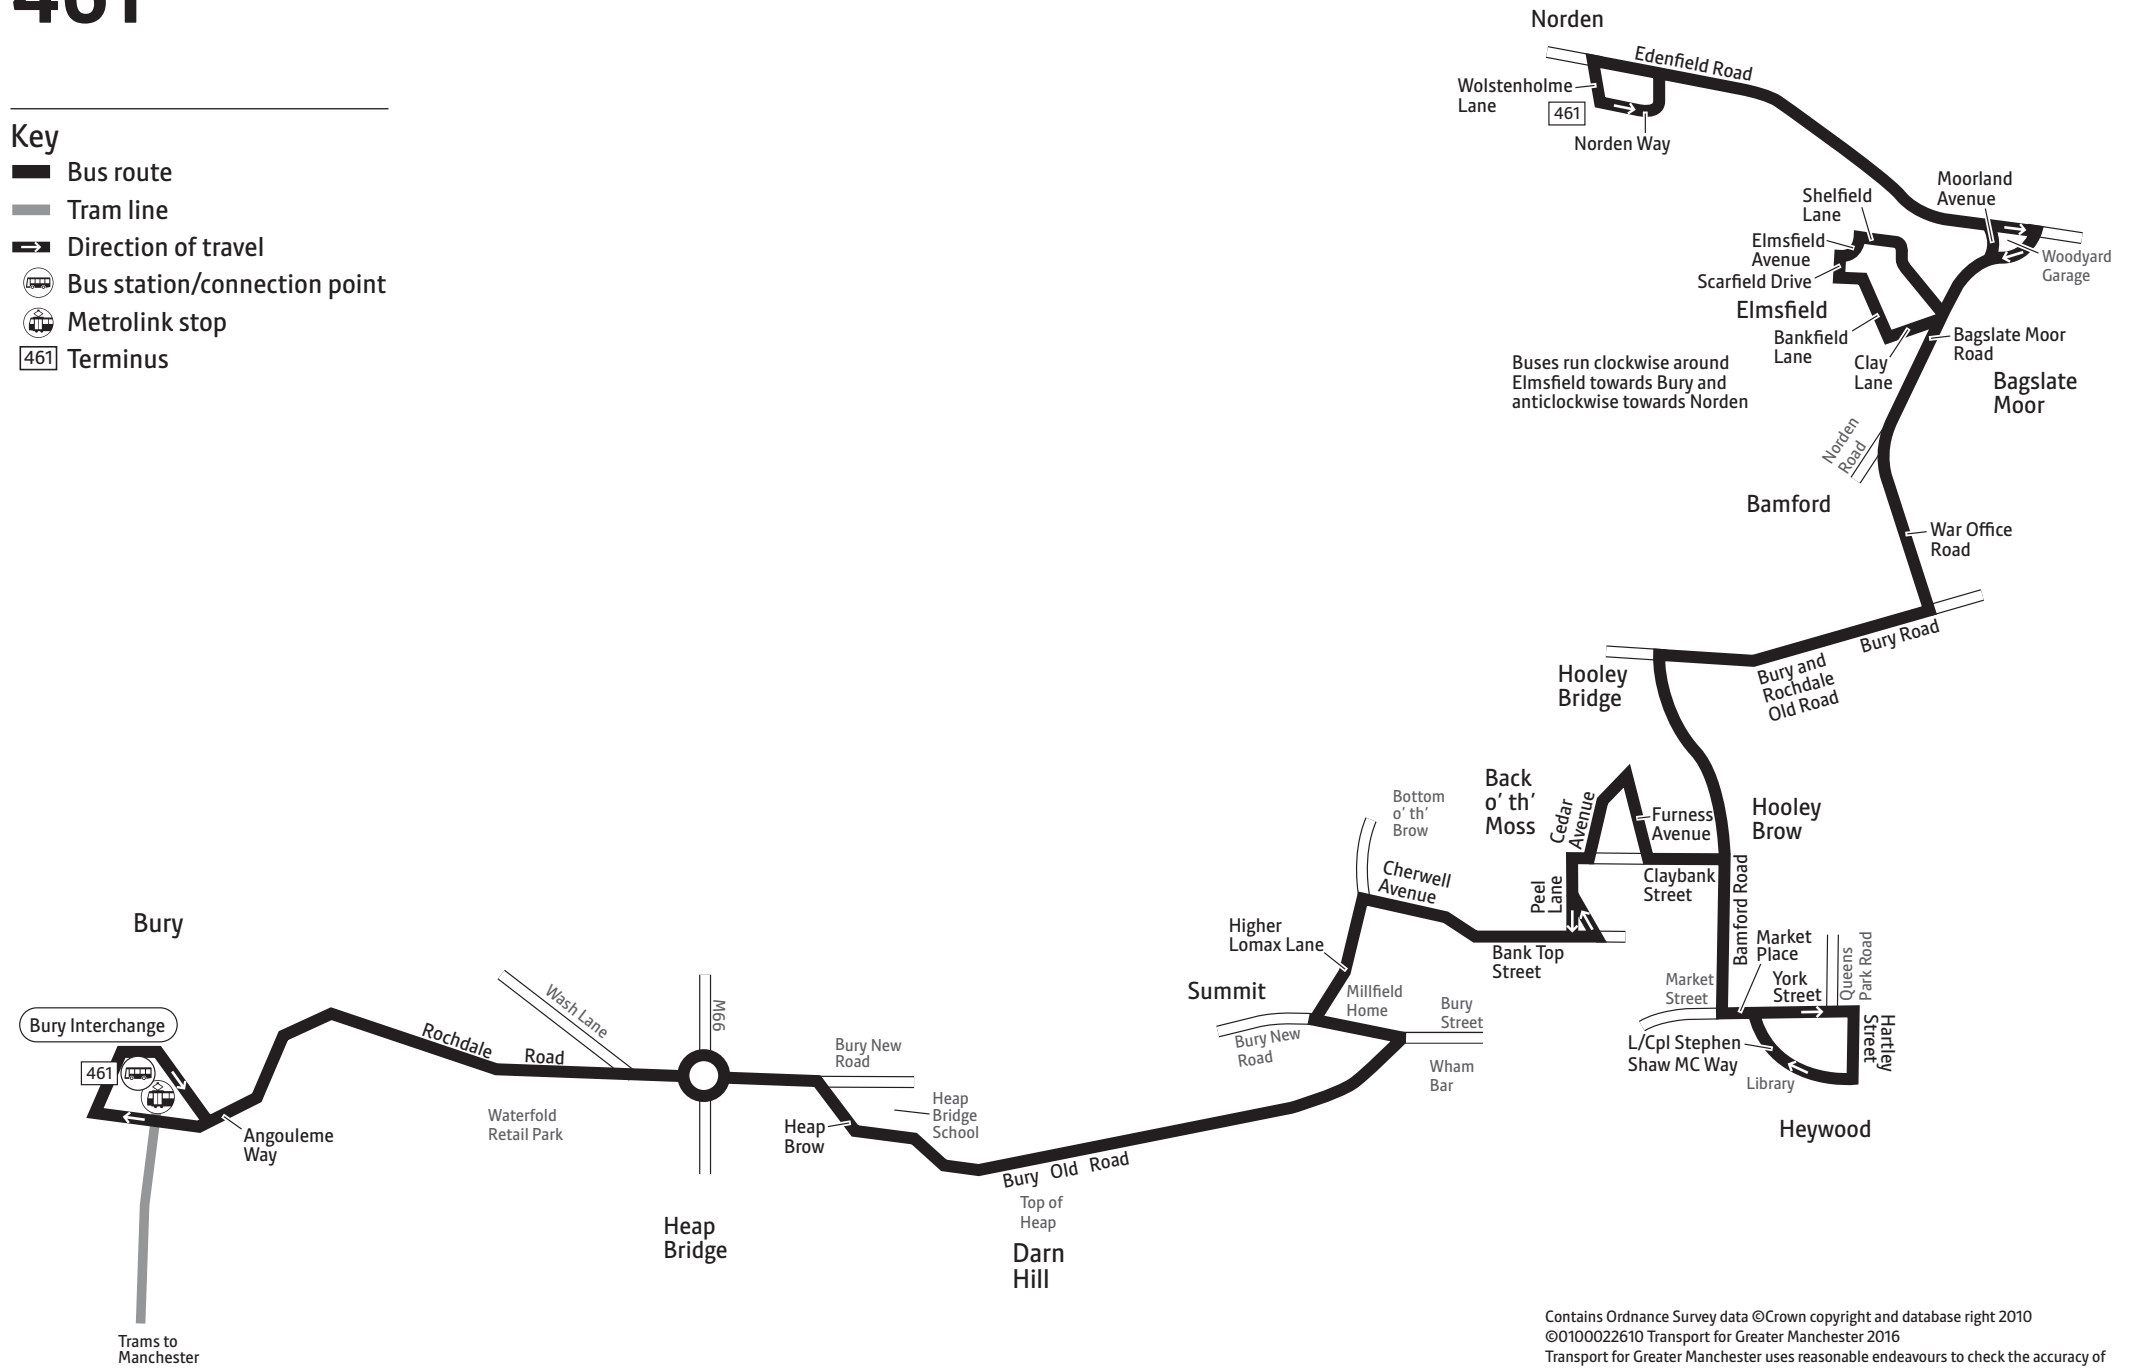 461
Key
Bus route
Tram line
Direction of travel
Bus station/connection point
Metrolink stop
461 Terminus
Norden
Edenfield Road
Wolstenholme
Lane
461
Norden Way
Moorland
Avenue
Shelfield
Lane
Elmsfield
Avenue
Scarfield Drive
Elmsfield
Woodyard
Garage
Bankfield
Lane
Clay
Lane
Bagslate Moor
Road
Bagslate
Moor
Buses run clockwise around
Elmsfield towards Bury and
anticlockwise towards Norden
Norden
Road
Bamford
War Office
Road
Bury Road
Bury and
Rochdale
Old Road
Hooley
Bridge
Back
o' th'
Moss
Cedar
Avenue
Furness
Avenue
Hooley
Brow
Bottom
o' th'
Brow
Cherwell
Avenue
Peel
Lane
Claybank
Street
Bamford Road
Higher
Lomax Lane
Bank Top
Street
Market
Place
York
Street
Queens
Park Road
Market
Street
Hartley
Street
L/Cpl Stephen
Shaw MC Way
Library
Heywood
Summit
Millfield
Home
Bury
Street
Bury New
Road
Wham
Bar
Bury
Bury Interchange
461
Angouleme
Way
Rochdale
Road
Wash Lane
M66
Waterfold
Retail Park
Bury New
Road
Heap
Bridge
School
Heap
Brow
Heap
Bridge
Bury Old Road
Top of
Heap
Darn
Hill
Trams to
Manchester
Contains Ordnance Survey data ©Crown copyright and database right 2010
©0100022610 Transport for Greater Manchester 2016
Transport for Greater Manchester uses reasonable endeavours to check the accuracy of